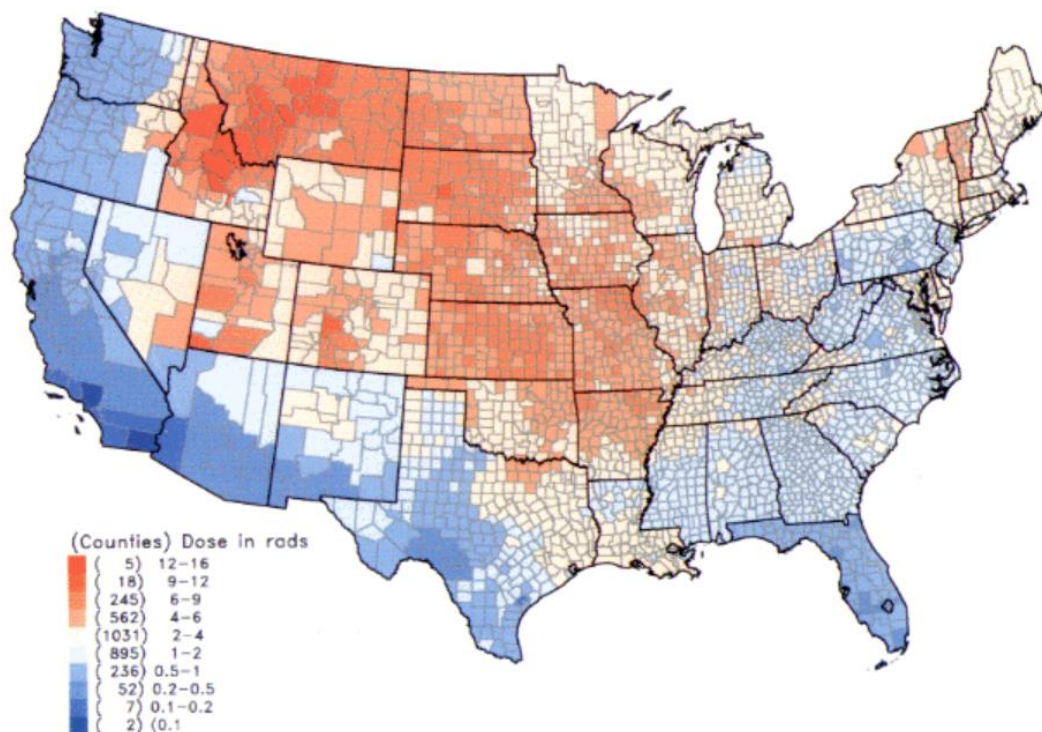 (Counties) Dose in rads
( 5) 12-16
( 18) 9-12
( 245) 6-9
( 562) 4-6
(1031) 2-4
( 895) 1-2
( 236) 0.5-1
( 52) 0.2-0.5
( 7) 0.1-0.2
( 2) (0.1